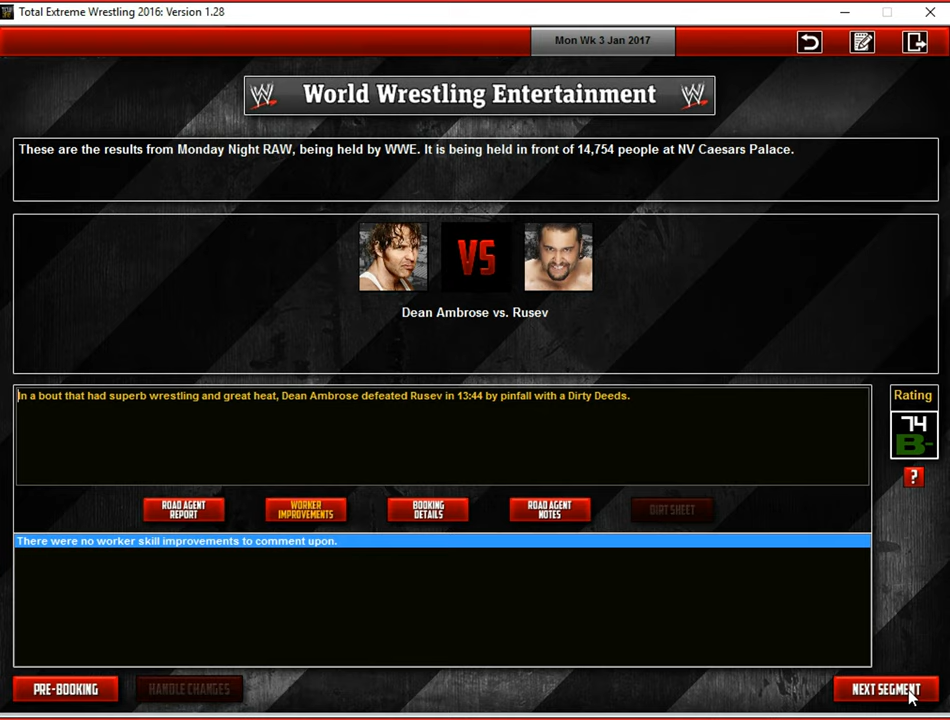 Total Extreme Wrestling 2016: Version 1.28
Mon Wk 3 Jan 2017
World Wrestling Entertainment
These are the results from Monday Night RAW, being held by WWE. It is being held in front of 14,754 people at NV Caesars Palace.
VS
Dean Ambrose vs. Rusev
In a bout that had superb wrestling and great heat, Dean Ambrose defeated Rusev in 13:44 by pinfall with a Dirty Deeds.
Rating
74
B-
?
ROAD AGENT REPORT
WORKER IMPROVEMENTS
BOOKING DETAILS
ROAD AGENT NOTES
DIRT SHEET
There were no worker skill improvements to comment upon.
PRE-BOOKING
HANDLE CHANGES
NEXT SEGMENT